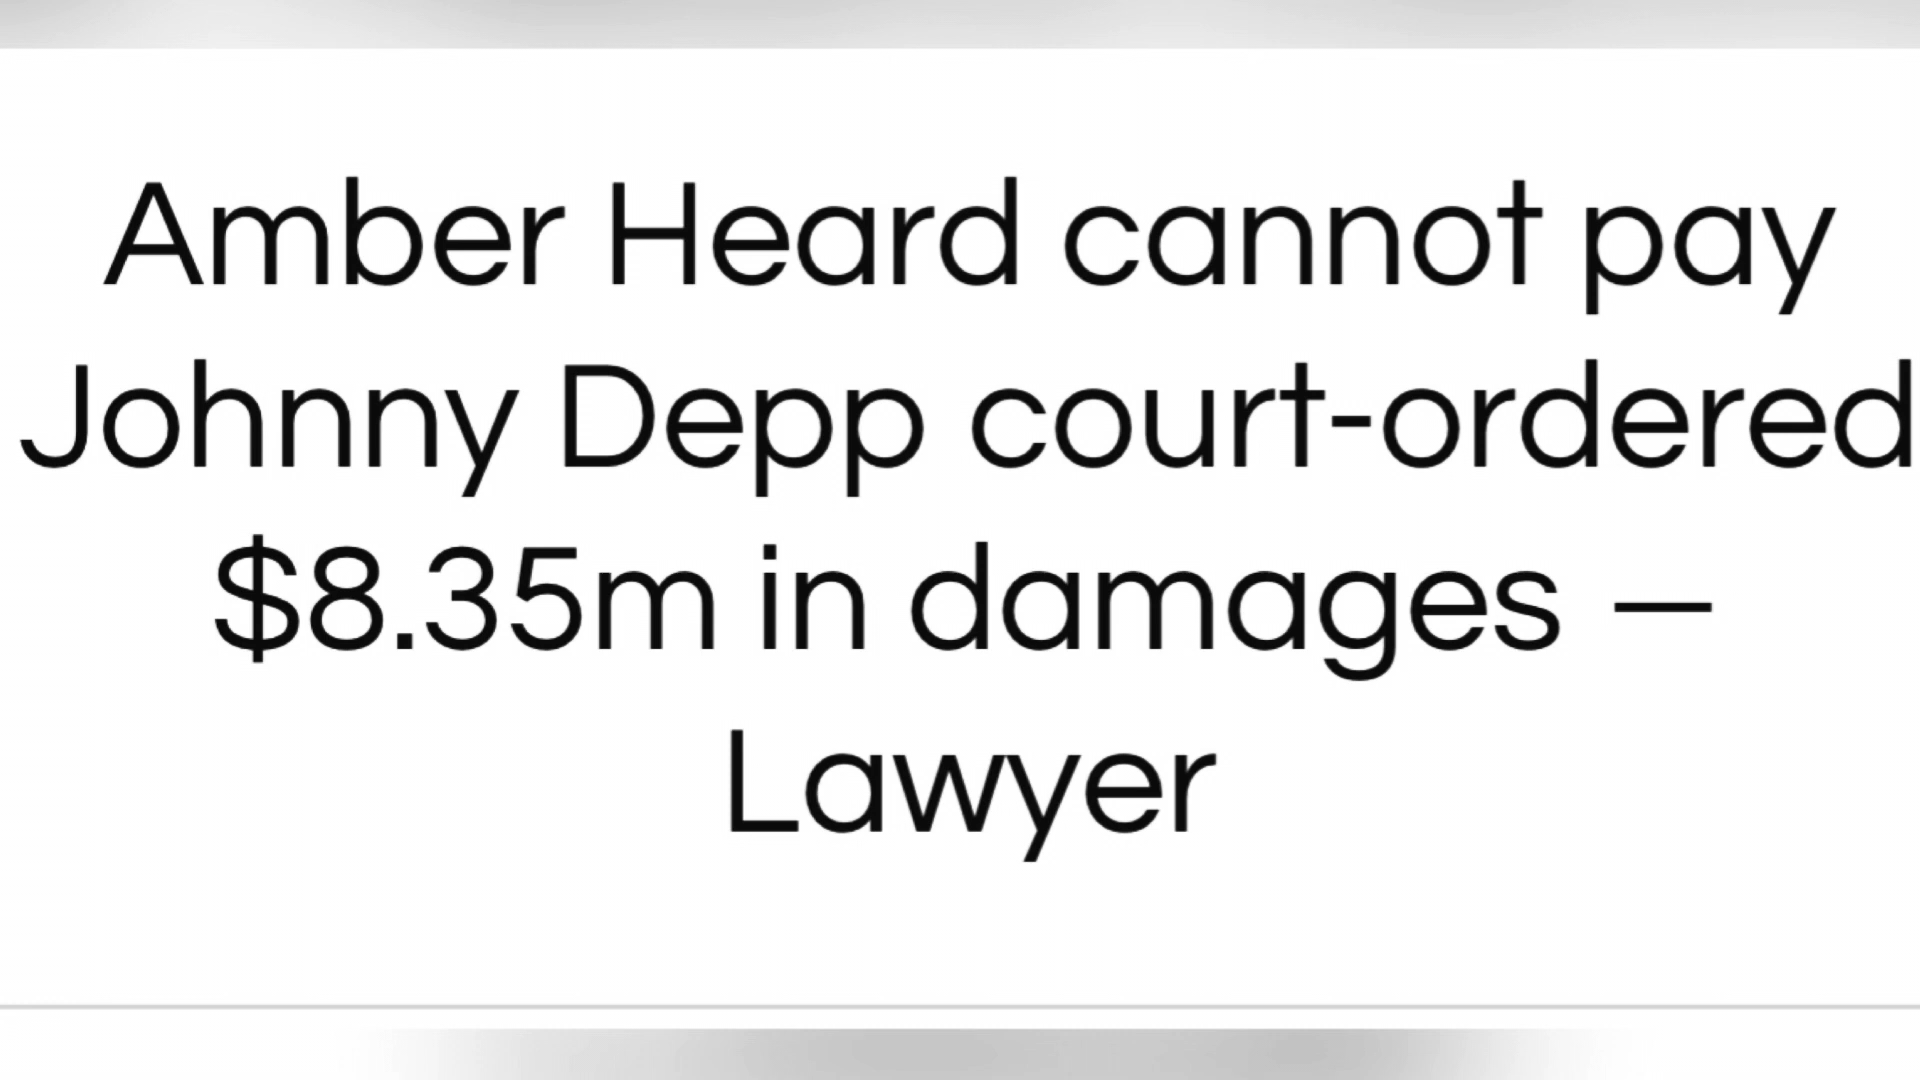 Amber Heard cannot pay
Johnny Depp court-ordered
$8.35m in damages –
Lawyer